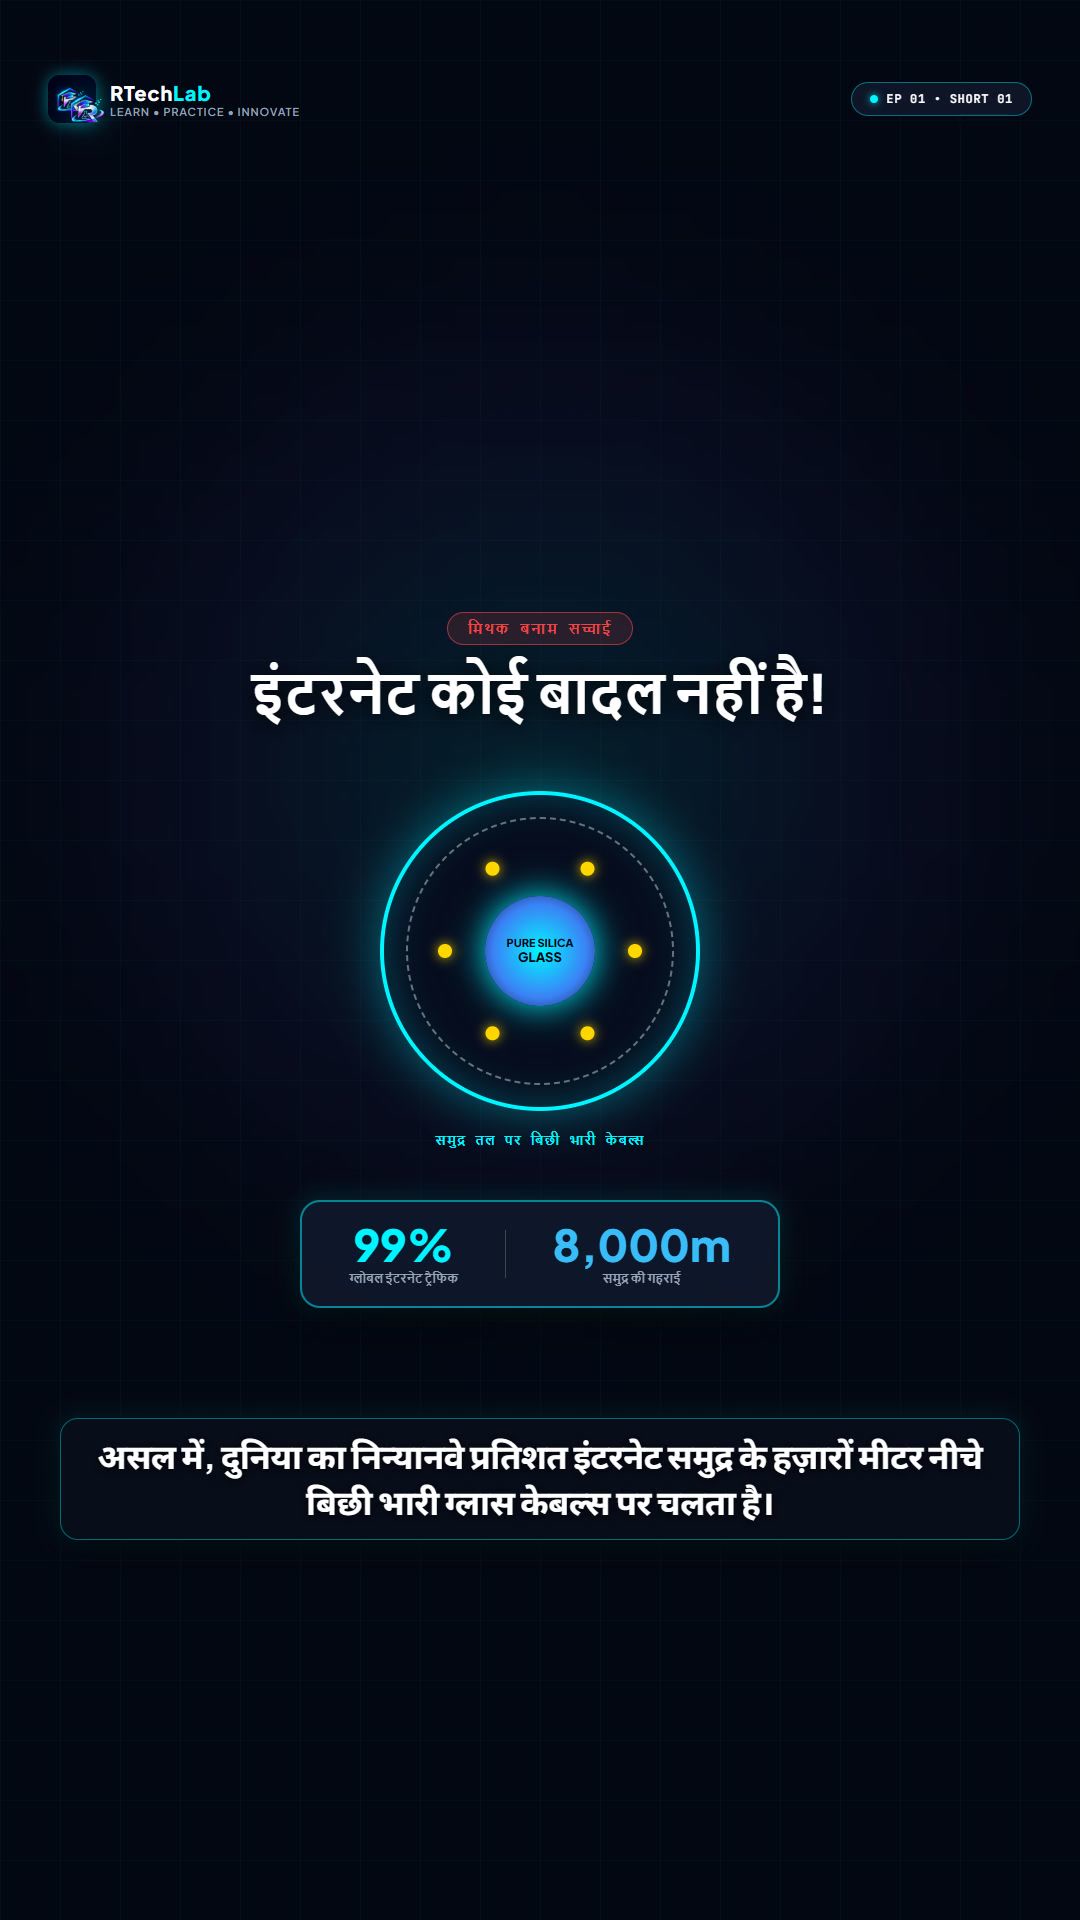 RTechLab
LEARN • PRACTICE • INNOVATE
EP 01 • SHORT 01
मिथक बनाम सच्चाई
इंटरनेट कोई बादल नहीं है!
PURE SILICA
GLASS
समुद्र तल पर बिछी भारी केबल्स
99%
ग्लोबल इंटरनेट ट्रैफिक
8,000m
समुद्र की गहराई
असल में, दुनिया का निन्यानवे प्रतिशत इंटरनेट समुद्र के हज़ारों मीटर नीचे
बिछी भारी ग्लास केबल्स पर चलता है।